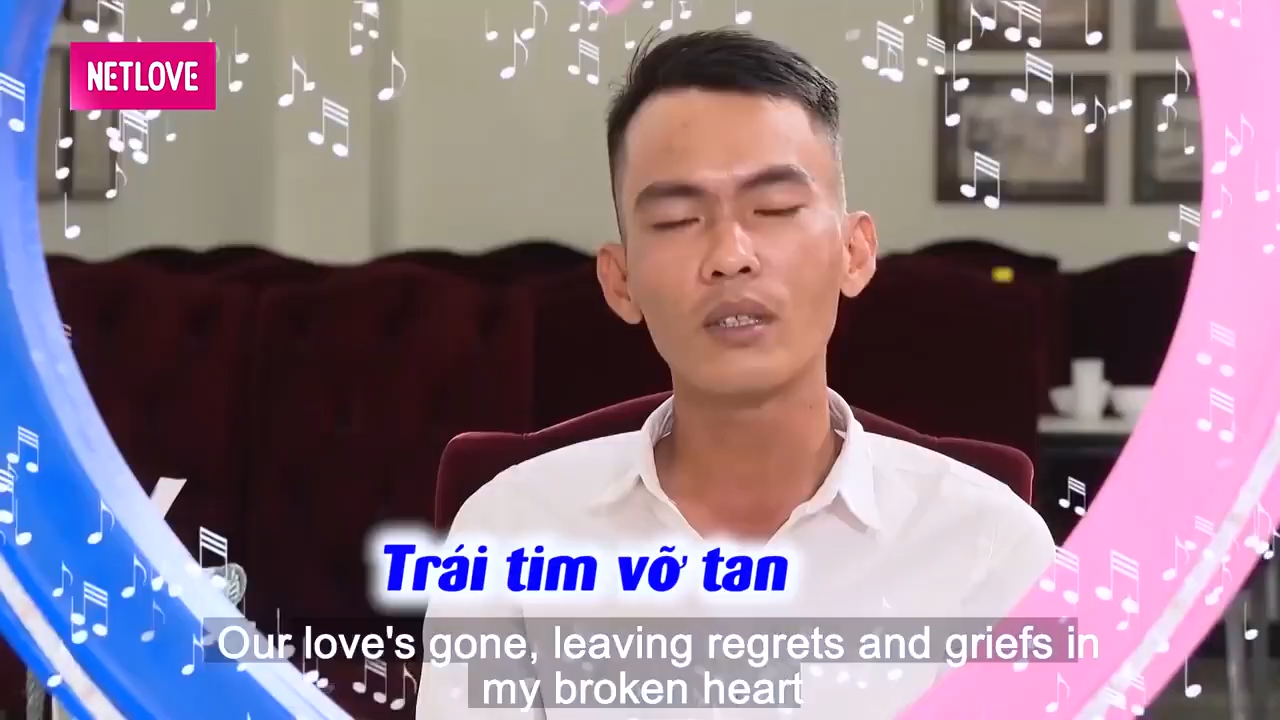 NETLOVE
Trái tim vỡ tan
Our love's gone, leaving regrets and griefs in
my broken heart